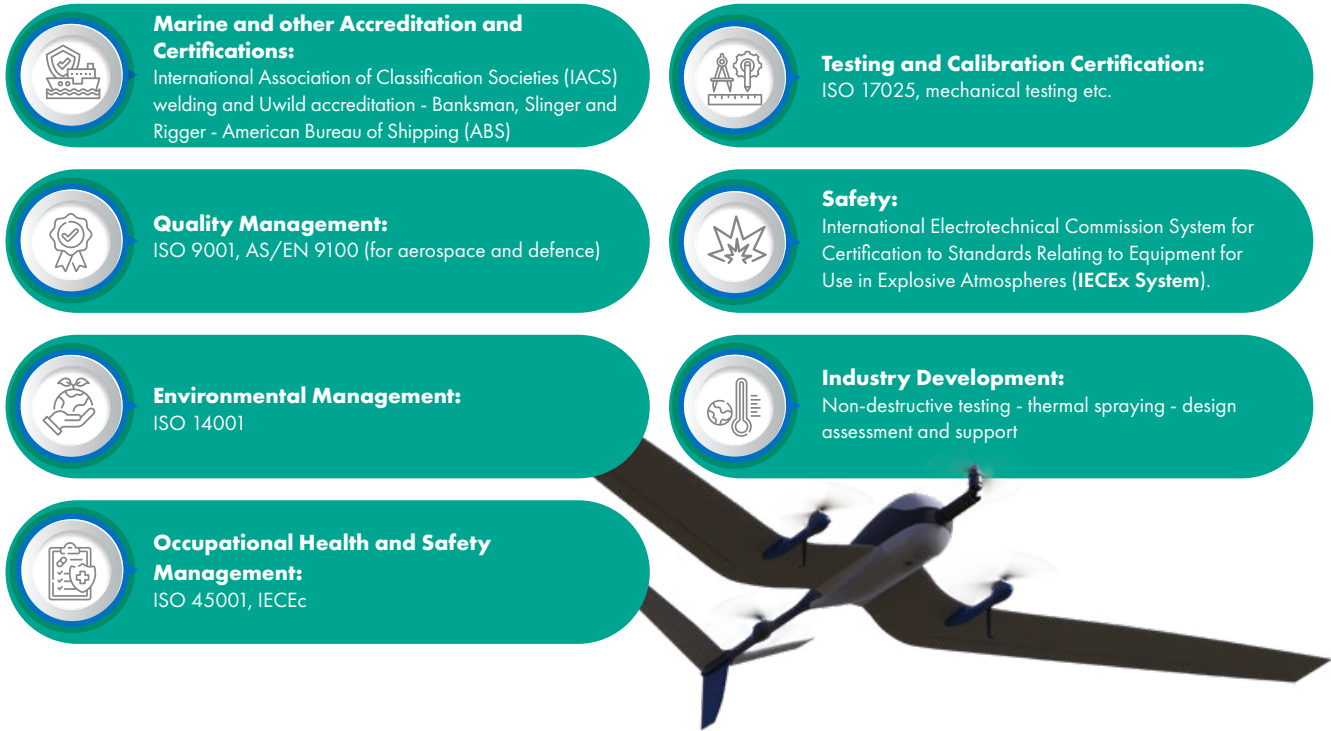 Marine and other Accreditation and
Certifications:
International Association of Classification Societies (IACS)
welding and Uwild accreditation - Banksman, Slinger and
Rigger - American Bureau of Shipping (ABS)
Quality Management:
ISO 9001, AS/EN 9100 (for aerospace and defence)
Environmental Management:
ISO 14001
Occupational Health and Safety
Management:
ISO 45001, IECEc
Testing and Calibration Certification:
ISO 17025, mechanical testing etc.
Safety:
International Electrotechnical Commission System for
Certification to Standards Relating to Equipment for
Use in Explosive Atmospheres (IECEx System).
Industry Development:
Non-destructive testing - thermal spraying - design
assessment and support